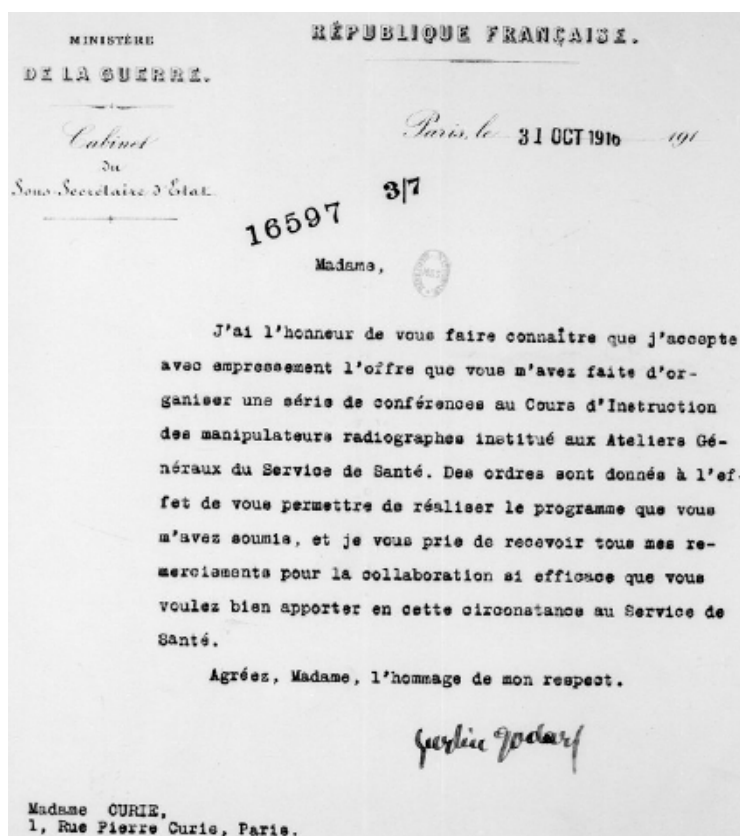 MINISTÈRE
DE LA GUERRE.
Cabinet
du
Sous-Secrétaire d'État
RÉPUBLIQUE FRANÇAISE.
Paris, le 31 OCT 1916 191
16597 3/7
Madame,
J'ai l'honneur de vous faire connaître que j'accepte
avec empressement l'offre que vous m'avez faite d'or-
ganiser une série de conférences au Cours d'Instruction
des manipulateurs radiographes institué aux Ateliers Gé-
néraux du Service de Santé. Des ordres sont donnés à l'ef-
fet de vous permettre de réaliser le programme que vous
m'avez soumis, et je vous prie de recevoir tous mes re-
merciements pour la collaboration si efficace que vous
voulez bien apporter en cette circonstance au Service de
Santé.
Agréez, Madame, l'hommage de mon respect.
Justin Godart
Madame CURIE,
1, Rue Pierre Curie, Paris.